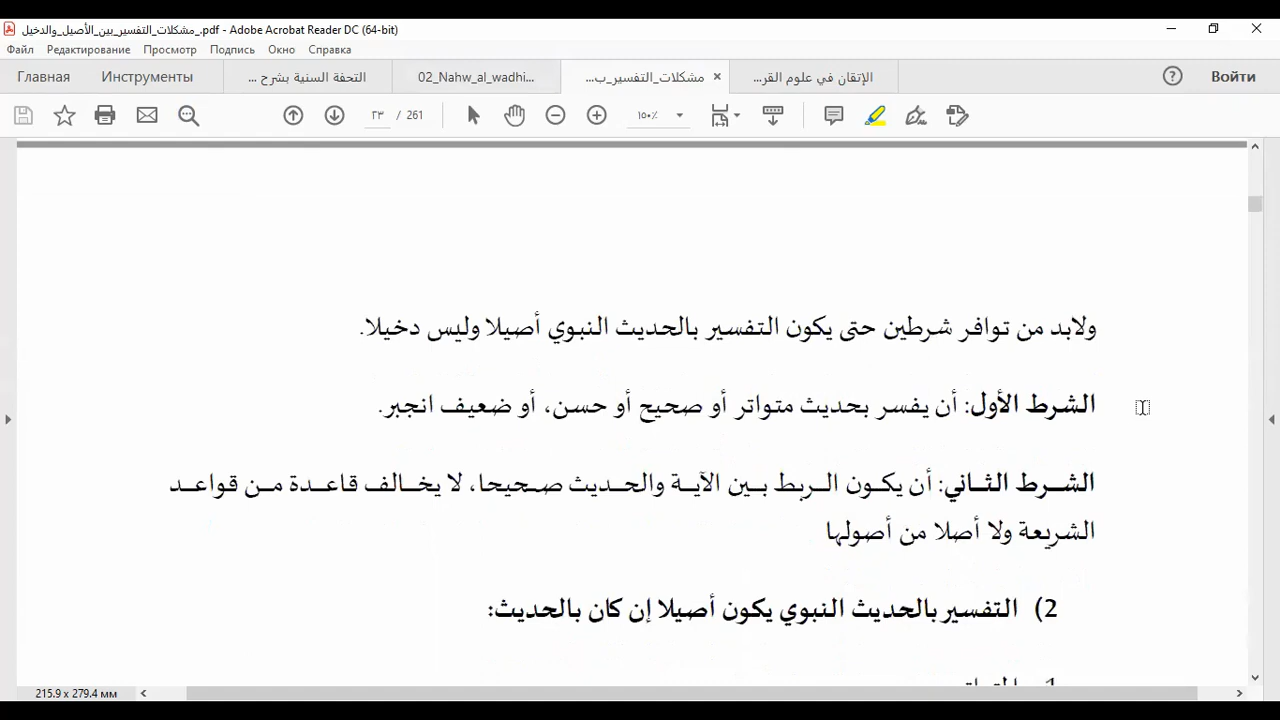 مشكلات_التفسير_بين_الأصيل_والدخيل_.pdf - Adobe Acrobat Reader DC (64-bit)
Файл Редактирование Просмотр Подпись Окно Справка
Главная Инструменты التحفة السنية بشرح ... 02_Nahw_al_wadhi... مشكلات_التفسير_ب... الإتقان في علوم القر... Войти
٢٣ / 261 ١٥٠٪
ولابد من توافر شرطين حتى يكون التفسير بالحديث النبوي أصيلا وليس دخيلا.
الشرط الأول: أن يفسر بحديث متواتر أو صحيح أو حسن، أو ضعيف انجبر.
الشرط الثاني: أن يكون الربط بين الآية والحديث صحيحا، لا يخالف قاعدة من قواعد
الشريعة ولا أصلا من أصولها
2) التفسير بالحديث النبوي يكون أصيلا إن كان بالحديث:
215.9 x 279.4 мм